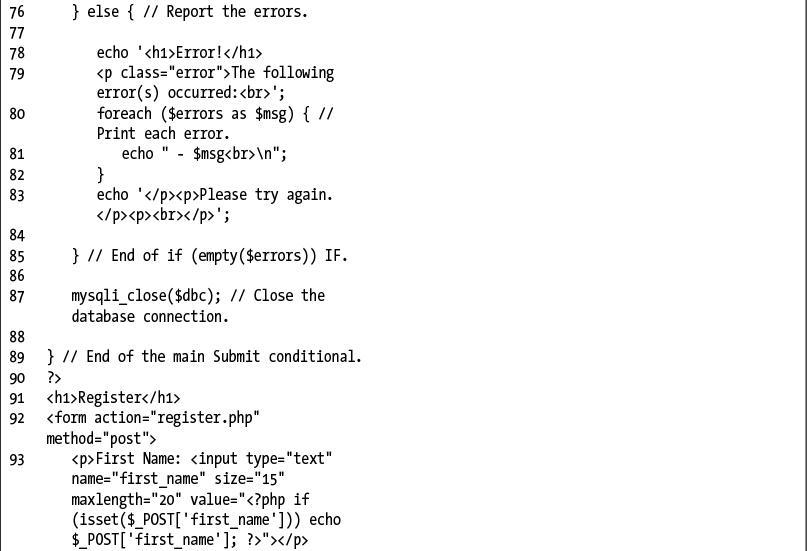 76 } else { // Report the errors.
77
78 echo '<h1>Error!</h1>
79 <p class="error">The following
error(s) occurred:<br>';
80 foreach ($errors as $msg) { //
Print each error.
81 echo " - $msg<br>\n";
82 }
83 echo '</p><p>Please try again.
</p><p><br></p>';
84
85 } // End of if (empty($errors)) IF.
86
87 mysqli_close($dbc); // Close the
database connection.
88
89 } // End of the main Submit conditional.
90 ?>
91 <h1>Register</h1>
92 <form action="register.php"
method="post">
93 <p>First Name: <input type="text"
name="first_name" size="15"
maxlength="20" value="<?php if
(isset($_POST['first_name'])) echo
$_POST['first_name']; ?>"></p>